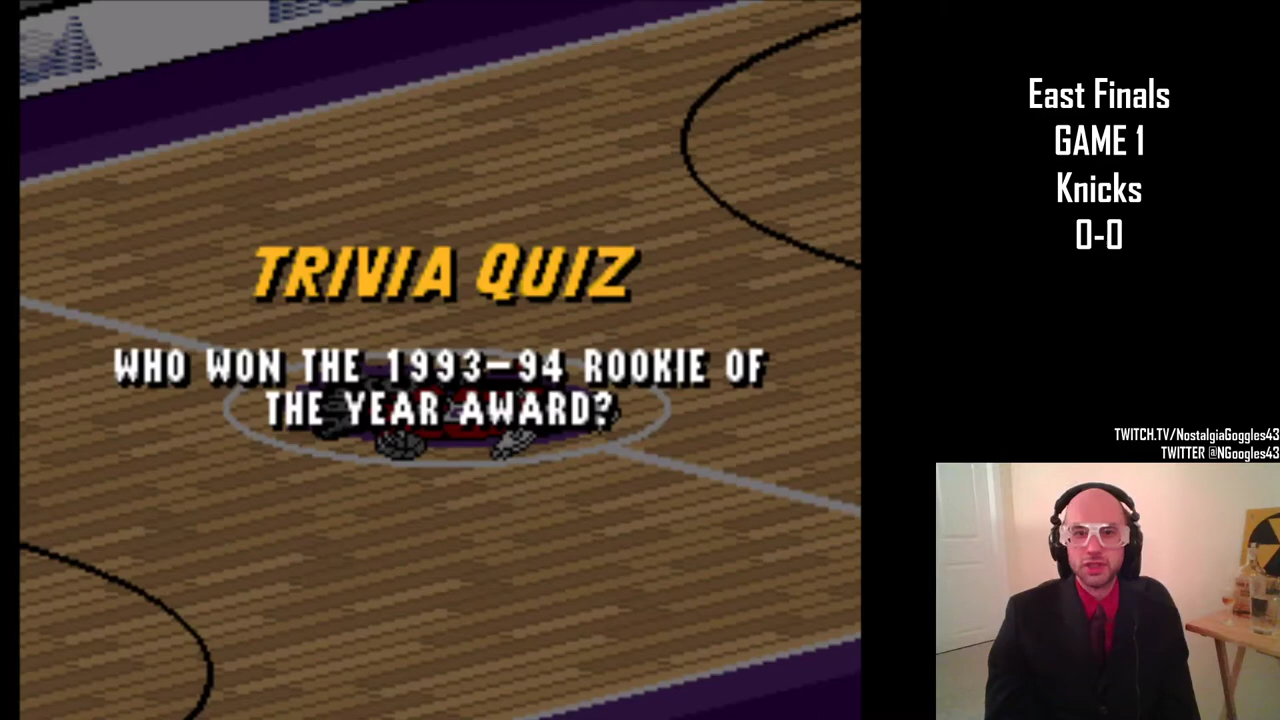 TRIVIA QUIZ
WHO WON THE 1993-94 ROOKIE OF
THE YEAR AWARD?
East Finals
GAME 1
Knicks
0-0
TWITCH.TV/NostalgiaGoggles43
TWITTER @NGoogles43